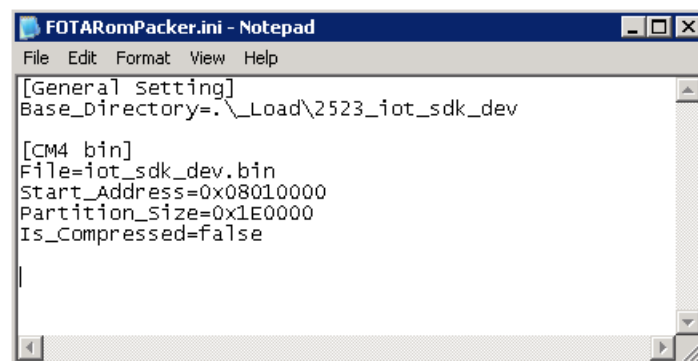 FOTARomPacker.ini - Notepad
File Edit Format View Help
[General Setting]
Base_Directory=.\_Load\2523_iot_sdk_dev
[CM4 bin]
File=iot_sdk_dev.bin
Start_Address=0x08010000
Partition_Size=0x1E0000
Is_Compressed=false